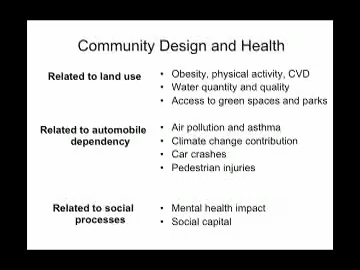 Community Design and Health
Related to land use
• Obesity, physical activity, CVD
• Water quantity and quality
• Access to green spaces and parks
Related to automobile
dependency
• Air pollution and asthma
• Climate change contribution
• Car crashes
• Pedestrian injuries
Related to social
processes
• Mental health impact
• Social capital